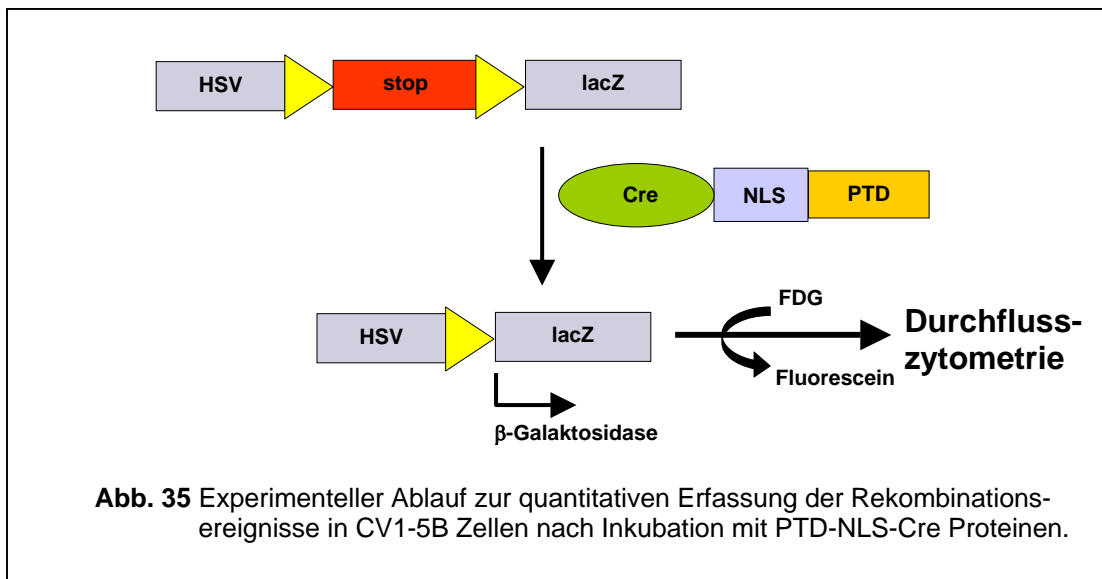 HSV stop lacZ
Cre NLS PTD
HSV lacZ
FDG
Fluorescein
Durchfluss-
zytometrie
β-Galaktosidase
Abb. 35 Experimenteller Ablauf zur quantitativen Erfassung der Rekombinations-
ereignisse in CV1-5B Zellen nach Inkubation mit PTD-NLS-Cre Proteinen.